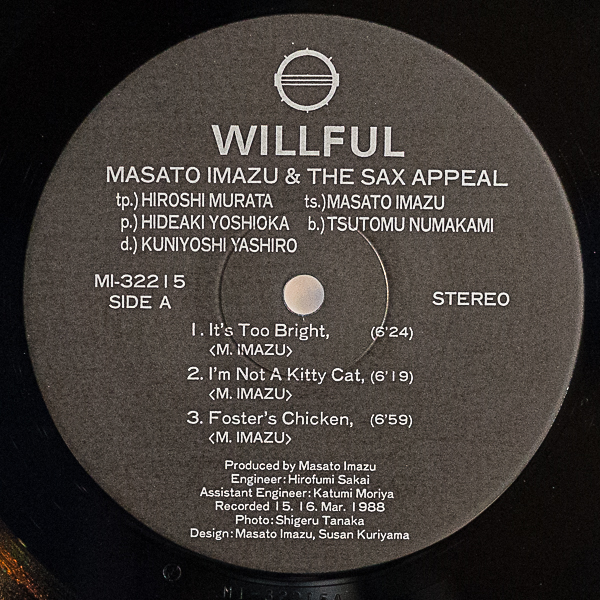 WILLFUL
MASATO IMAZU & THE SAX APPEAL
tp.) HIROSHI MURATA ts.) MASATO IMAZU
p.) HIDEAKI YOSHIOKA b.) TSUTOMU NUMAKAMI
d.) KUNIYOSHI YASHIRO
MI-32215
SIDE A STEREO
1. It's Too Bright, (6'24)
<M. iMAZU>
2. I'm Not A Kitty Cat, (6'19)
<M. IMAZU>
3. Foster's Chicken, (6'59)
<M. IMAZU>
Produced by Masato Imazu
Engineer: Hirofumi Sakai
Assistant Engineer: Katumi Moriya
Recorded 15. 16. Mar. 1988
Photo: Shigeru Tanaka
Design: Masato Imazu, Susan Kuriyama